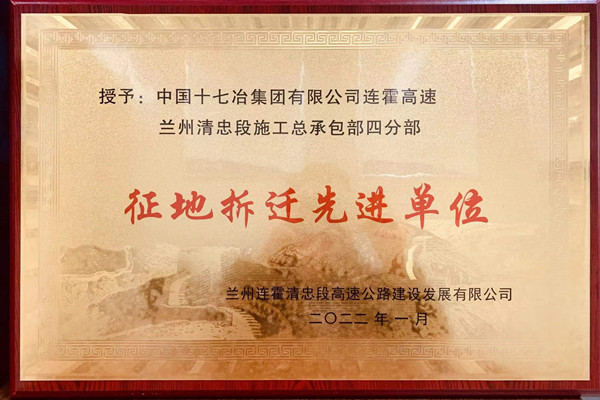 授予：中国十七冶集团有限公司连霍高速
兰州清忠段施工总承包部四分部
征地拆迁先进单位
兰州连霍清忠段高速公路建设发展有限公司
二〇二二年一月